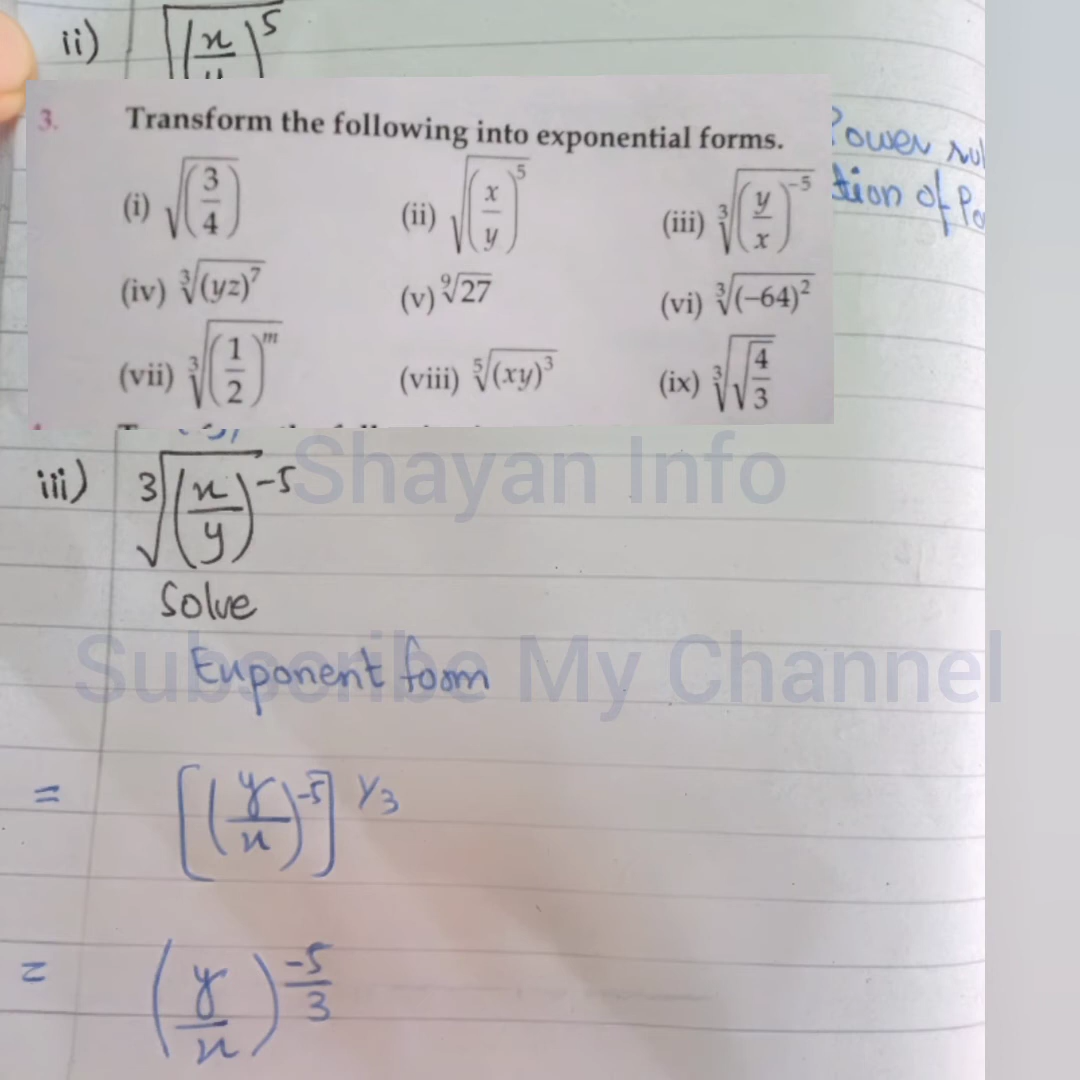 ii) √(x/y)^5
3. Transform the following into exponential forms.
(i) √(3/4) (ii) √(x/y)^5 (iii) ∛(y/x)^-5
(iv) ∛(yz)^7 (v) ⁹√27 (vi) ∛(-64)^2
(vii) ∛(1/2)^m (viii) ⁵√(xy)^3 (ix) ∛√4/3
Power
tion of
Shayan Info
iii) ∛(x/y)^-5
Solve
Subscribe My Channel
Exponent form
= [(y/x)^-5]^1/3
= (y/x)^-5/3